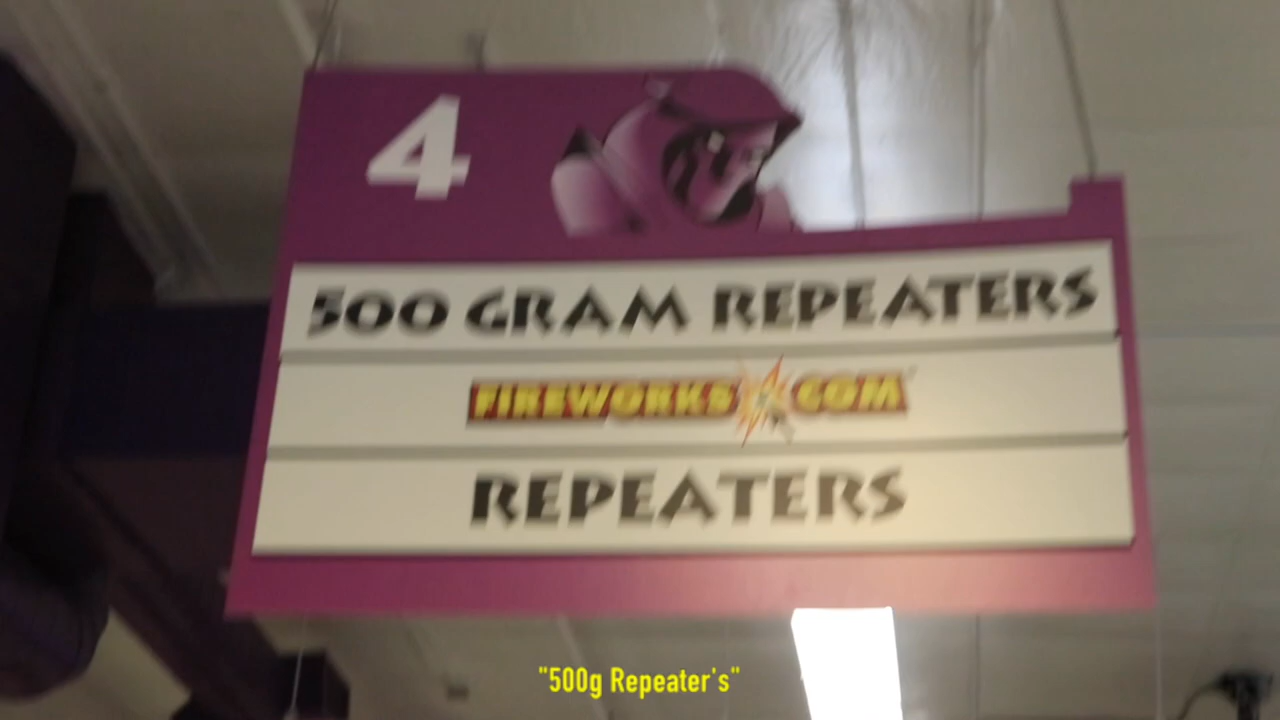 4
500 GRAM REPEATERS
FIREWORKS.COM
REPEATERS
"500g Repeater's"